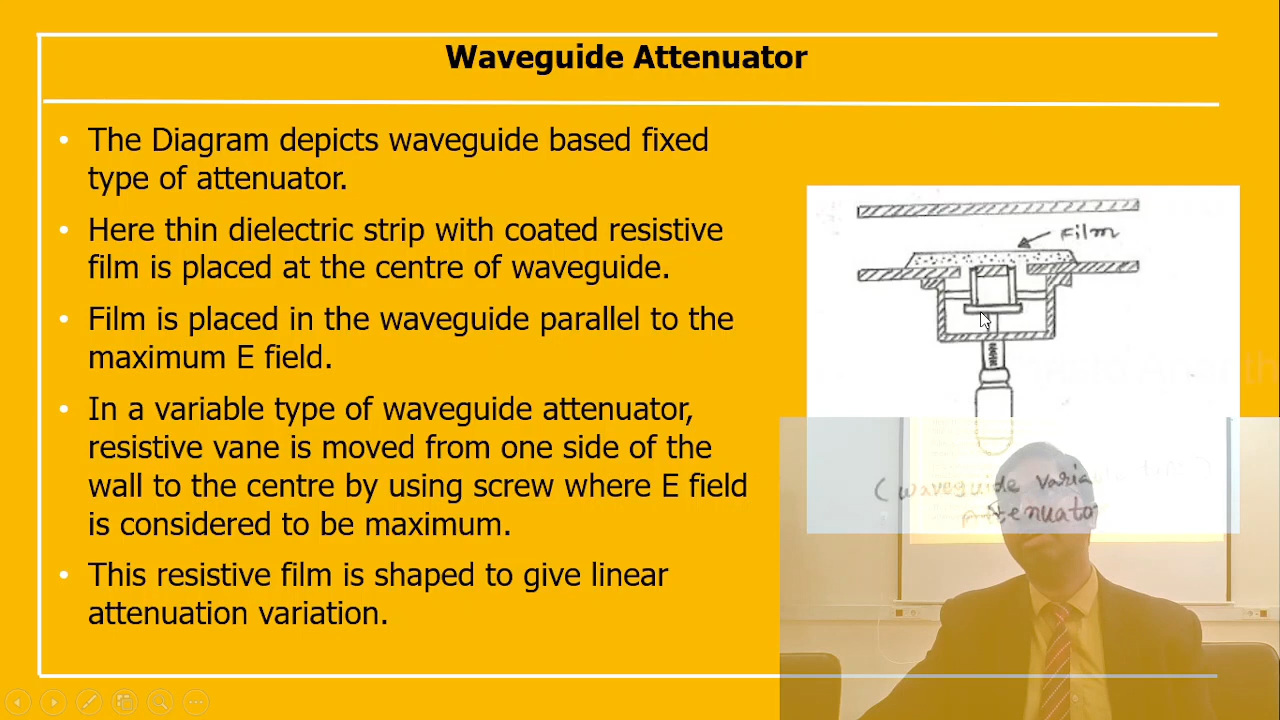 Waveguide Attenuator
• The Diagram depicts waveguide based fixed
type of attenuator.
• Here thin dielectric strip with coated resistive
film is placed at the centre of waveguide.
• Film is placed in the waveguide parallel to the
maximum E field.
• In a variable type of waveguide attenuator,
resistive vane is moved from one side of the
wall to the centre by using screw where E field
is considered to be maximum.
• This resistive film is shaped to give linear
attenuation variation.
Film
(waveguide